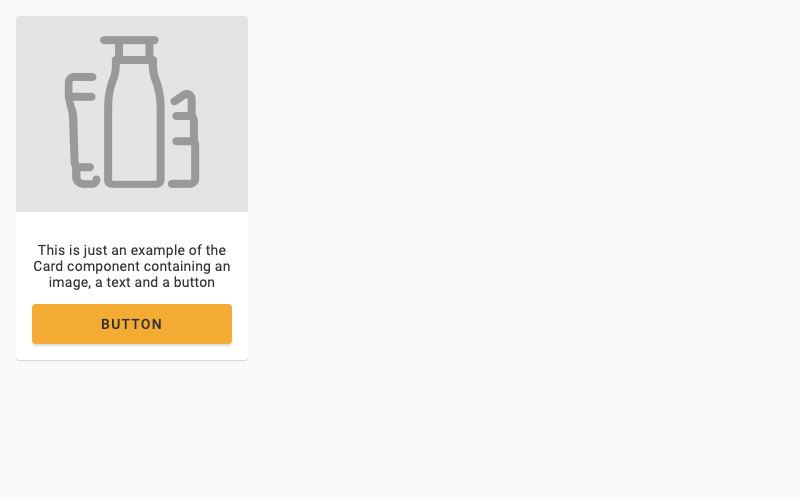 This is just an example of the
Card component containing an
image, a text and a button
BUTTON